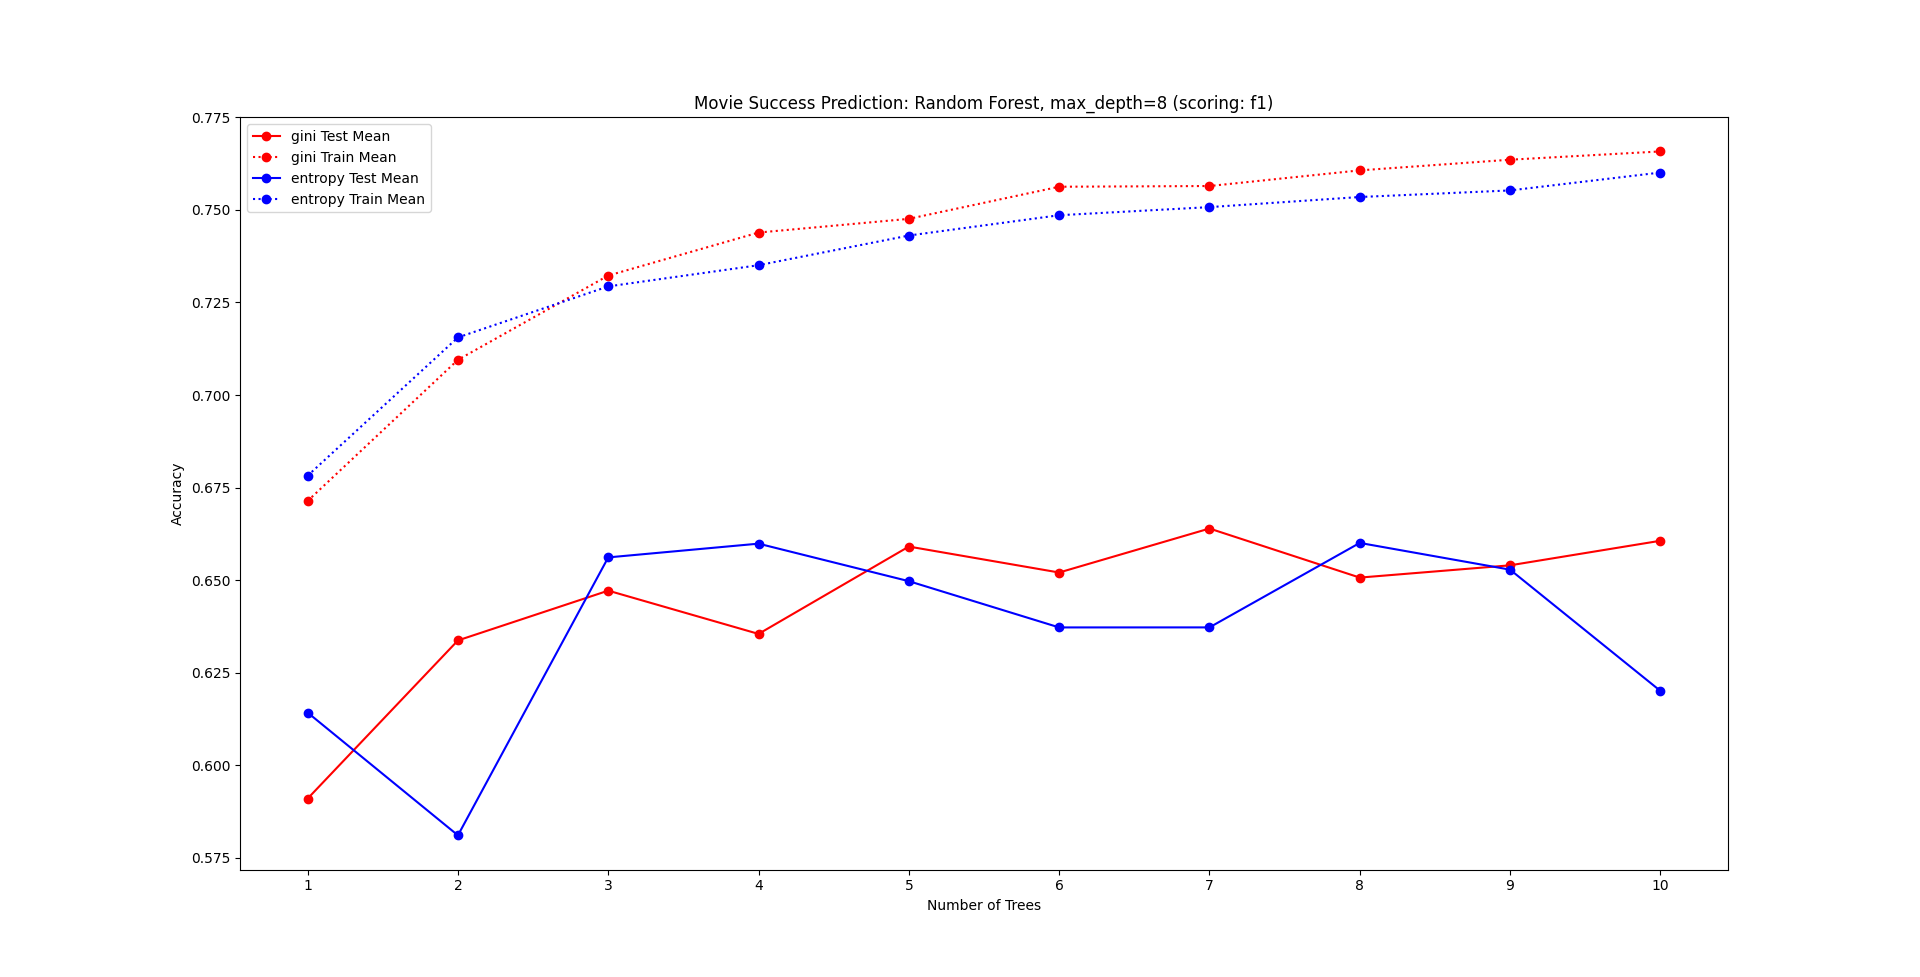 Movie Success Prediction: Random Forest, max_depth=8 (scoring: f1)
gini Test Mean
gini Train Mean
entropy Test Mean
entropy Train Mean
Accuracy
0.775
0.750
0.725
0.700
0.675
0.650
0.625
0.600
0.575
1 2 3 4 5 6 7 8 9 10
Number of Trees